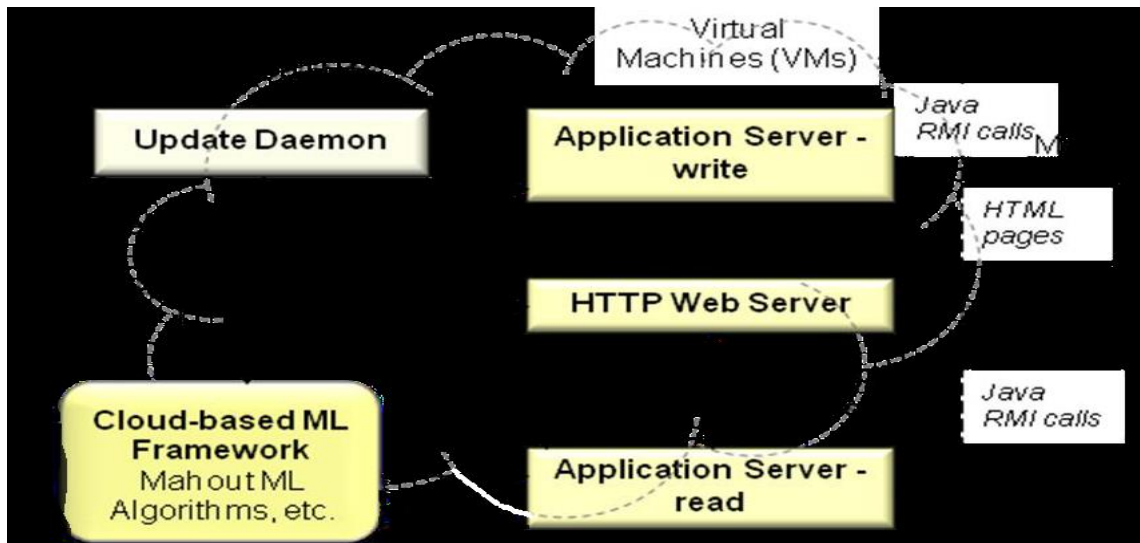 Virtual
Machines (VMs)
Update Daemon
Application Server -
write
Java
RMI calls
M
HTML
pages
HTTP Web Server
Java
RMI calls
Cloud-based ML
Framework
Mahout ML
Algorithms, etc.
Application Server -
read